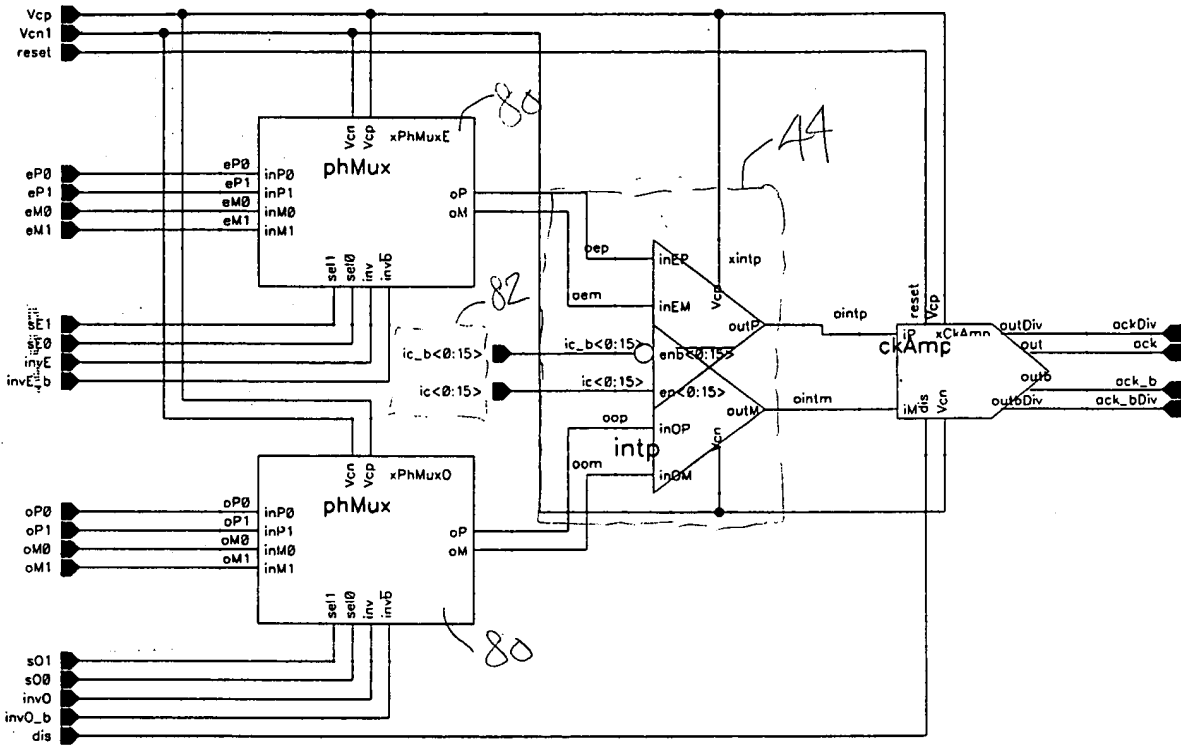 Vcp
Vcn1
reset
80
Vcn
Vcp
xPhMuxE
phMux
44
eP0
eP0
inP0
eP1
eP1
inP1
oP
eM0
eM0
inM0
oM
eM1
eM1
inM1
oep
inEP
xintp
sel1
sel0
inv
invb
82
oem
inEM
Vcp
ointp
reset
Vcp
sE1
outP
iP
xCkAmp
outDiv
ackDiv
sE0
ic_b<0:15>
ic_b<0:15>
enb<0:15>
ckAmp
out
ack
invE
invE_b
ic<0:15>
ic<0:15>
en<0:15>
outb
ack_b
outM
ointm
iM
dis
Vcn
outbDiv
ack_bDiv
oop
inOP
Vcn
intp
Vcn
Vcp
xPhMuxO
oom
inOM
phMux
oP0
oP0
inP0
oP1
oP1
inP1
oP
oM0
oM0
inM0
oM
oM1
oM1
inM1
sel1
sel0
inv
invb
80
sO1
sO0
invO
invO_b
dis